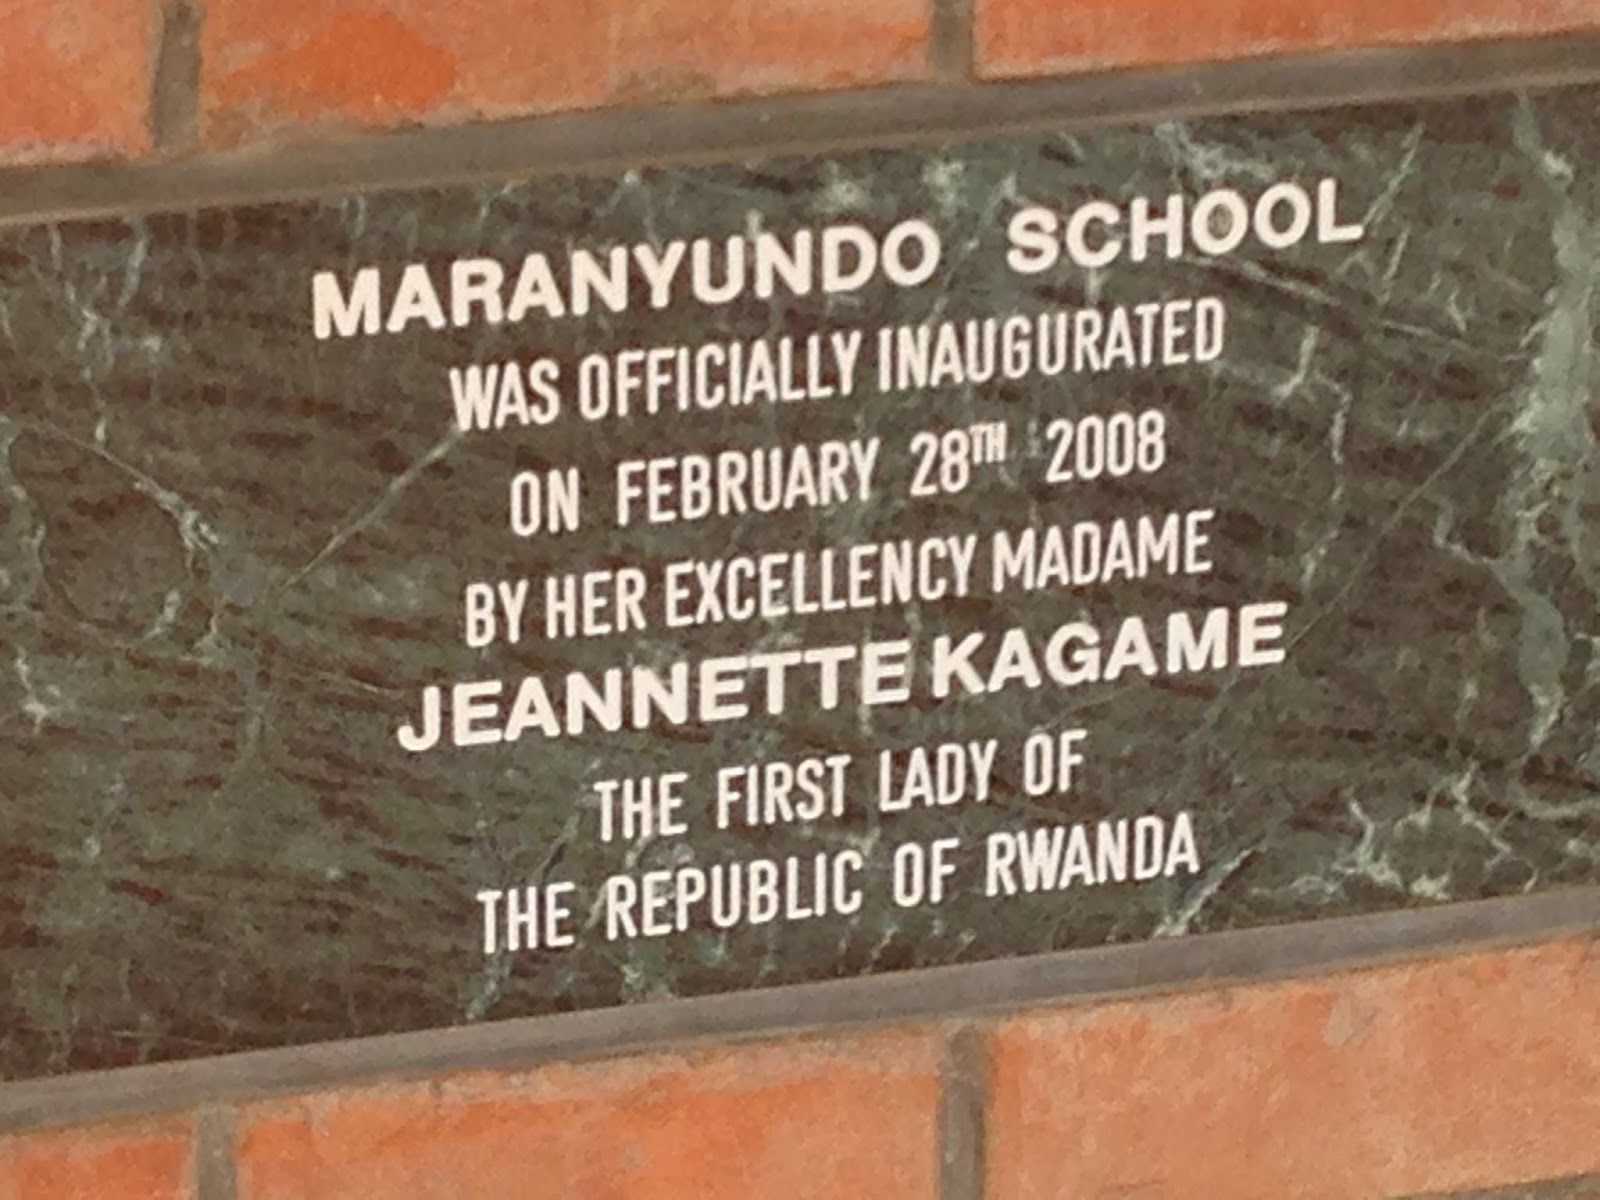 MARANYUNDO SCHOOL
WAS OFFICIALLY INAUGURATED
ON FEBRUARY 28TH 2008
BY HER EXCELLENCY MADAME
JEANNETTE KAGAME
THE FIRST LADY OF
THE REPUBLIC OF RWANDA